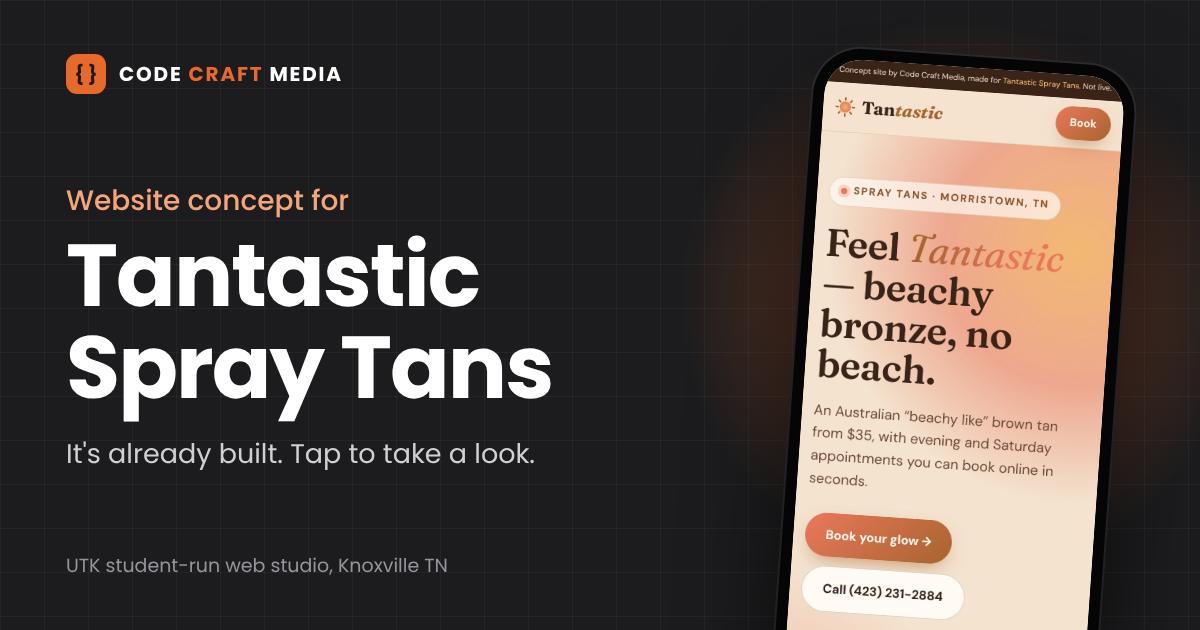 { } CODE CRAFT MEDIA
Website concept for
Tantastic
Spray Tans
It's already built. Tap to take a look.
UTK student-run web studio, Knoxville TN
Concept site by Code Craft Media, made for Tantastic Spray Tans. Not live.
Tantastic
Book
SPRAY TANS · MORRISTOWN, TN
Feel Tantastic
— beachy
bronze, no
beach.
An Australian “beachy like” brown tan
from $35, with evening and Saturday
appointments you can book online in
seconds.
Book your glow →
Call (423) 231-2884